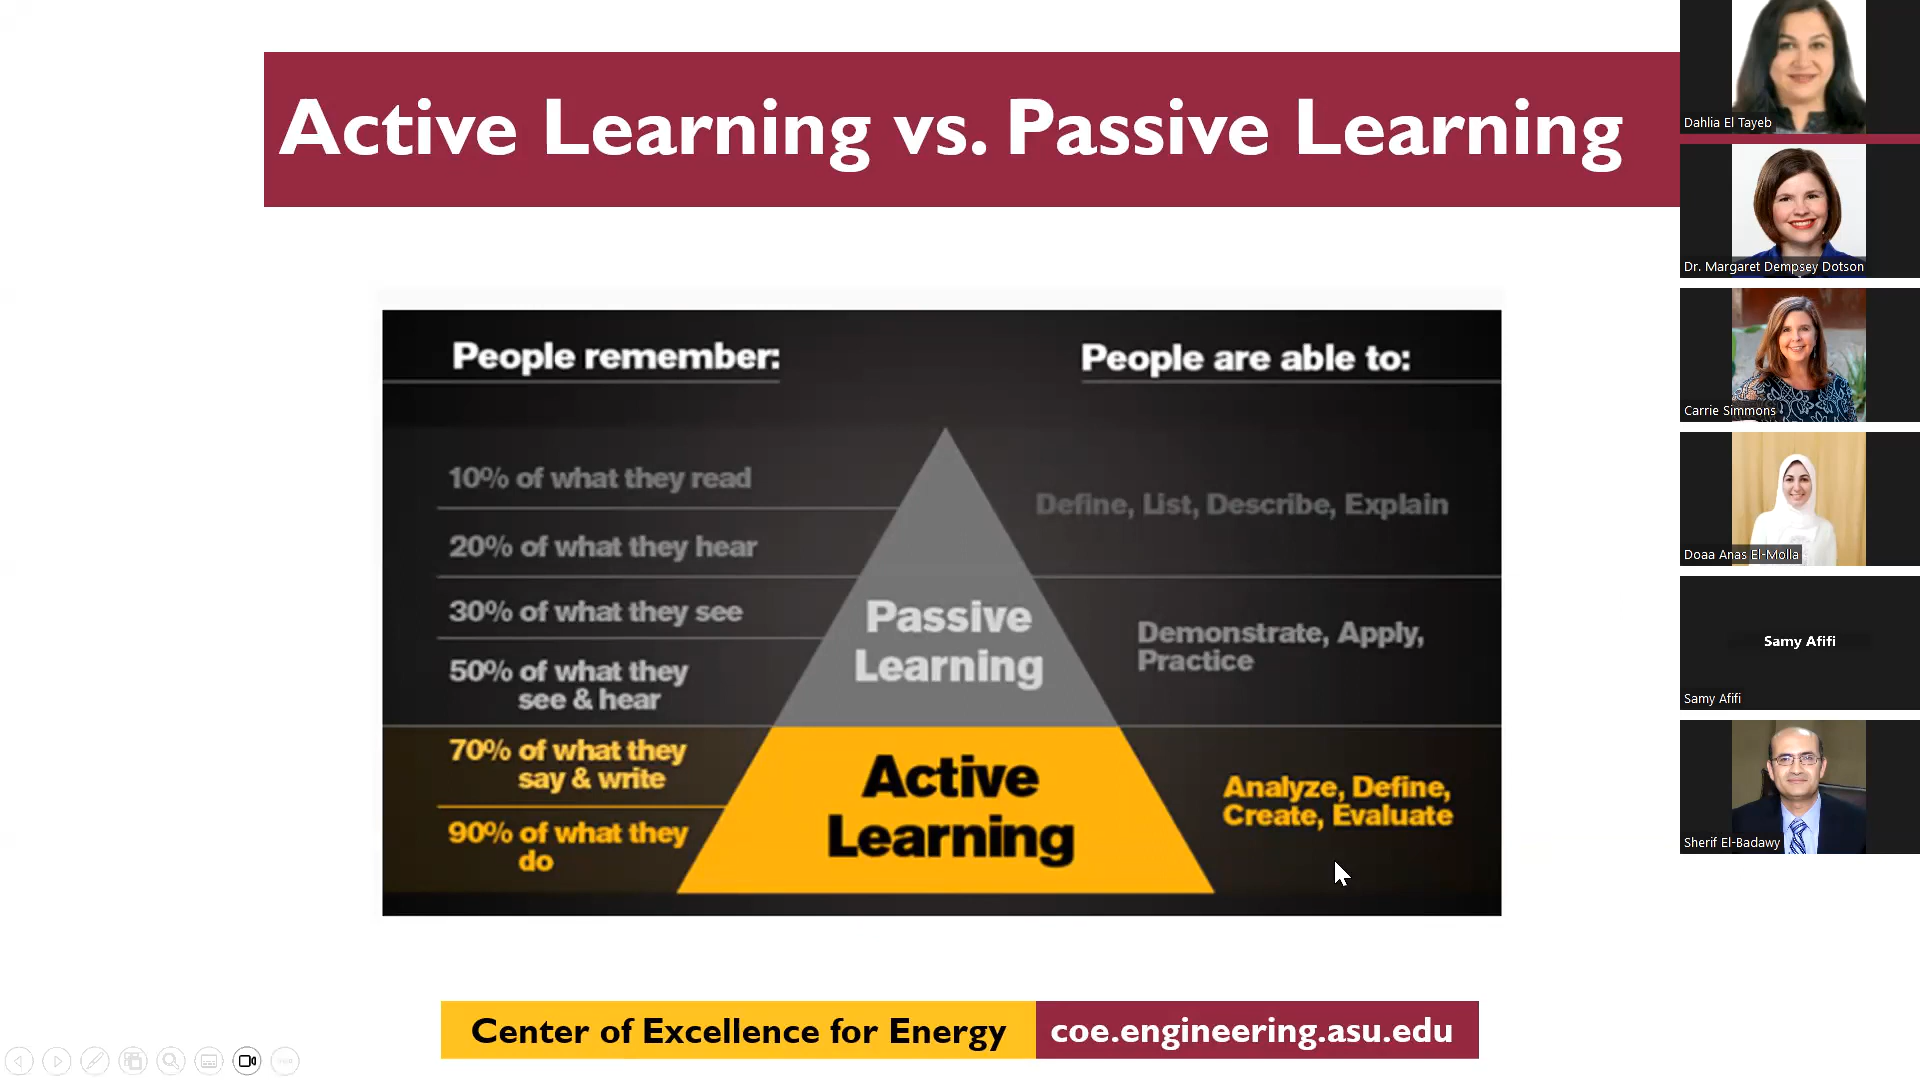 Active Learning vs. Passive Learning
People remember:
People are able to:
10% of what they read
20% of what they hear
30% of what they see
50% of what they
see & hear
70% of what they
say & write
90% of what they
do
Passive
Learning
Active
Learning
Define, List, Describe, Explain
Demonstrate, Apply,
Practice
Analyze, Define,
Create, Evaluate
Center of Excellence for Energy
coe.engineering.asu.edu
Dahlia El Tayeb
Dr. Margaret Dempsey Dotson
Carrie Simmons
Doaa Anas El-Molla
Samy Afifi
Samy Afifi
Sherif El-Badawy